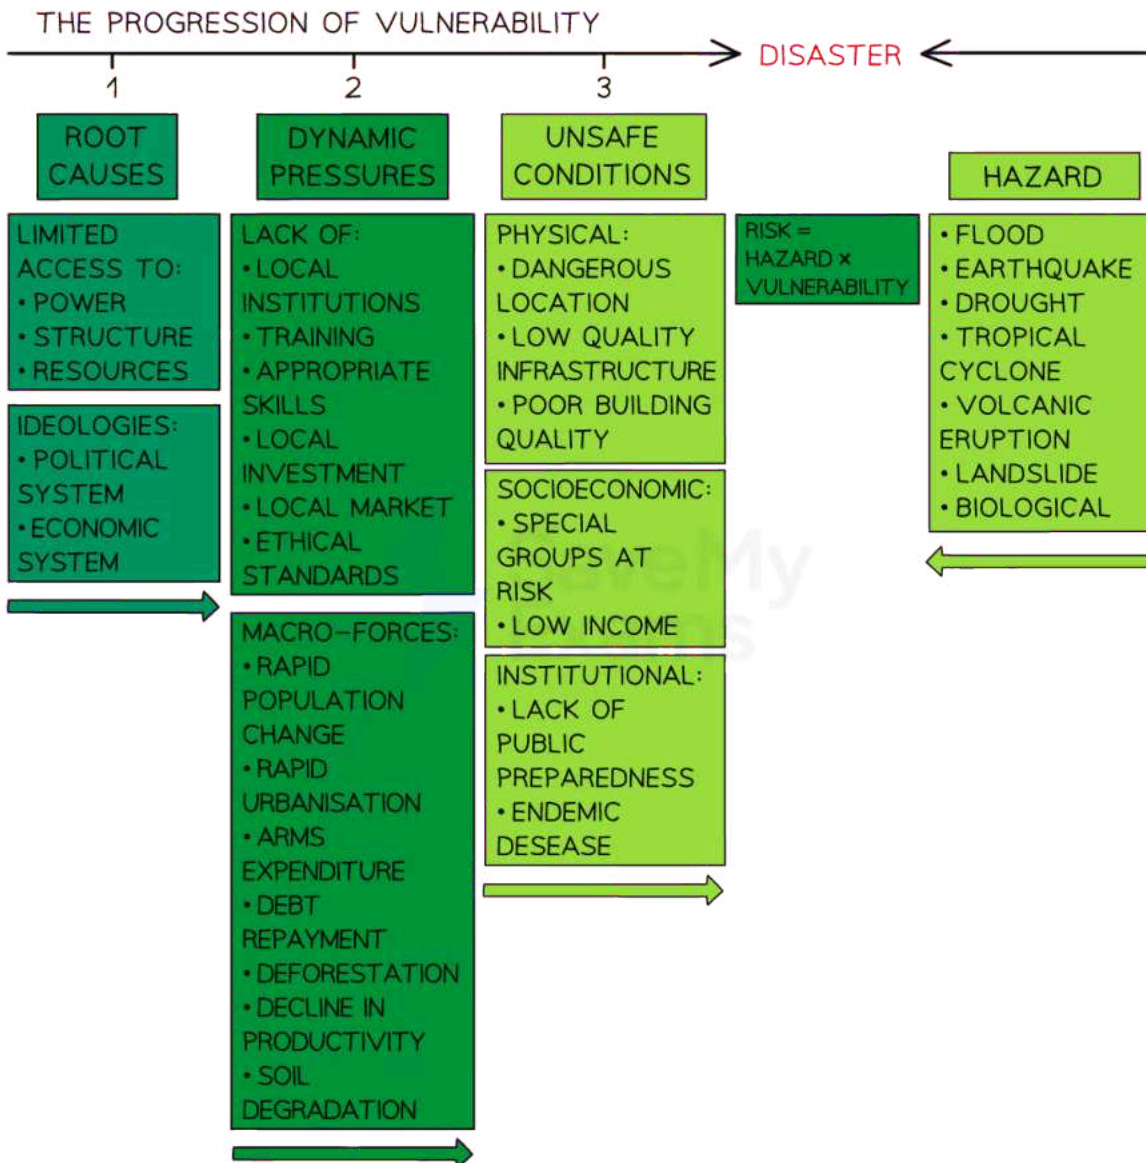 THE PROGRESSION OF VULNERABILITY
DISASTER
1
2
3
ROOT
CAUSES
LIMITED
ACCESS TO:
• POWER
• STRUCTURE
• RESOURCES
IDEOLOGIES:
• POLITICAL
SYSTEM
• ECONOMIC
SYSTEM
DYNAMIC
PRESSURES
LACK OF:
• LOCAL
INSTITUTIONS
• TRAINING
• APPROPRIATE
SKILLS
• LOCAL
INVESTMENT
• LOCAL MARKET
• ETHICAL
STANDARDS
MACRO-FORCES:
• RAPID
POPULATION
CHANGE
• RAPID
URBANISATION
• ARMS
EXPENDITURE
• DEBT
REPAYMENT
• DEFORESTATION
• DECLINE IN
PRODUCTIVITY
• SOIL
DEGRADATION
UNSAFE
CONDITIONS
PHYSICAL:
• DANGEROUS
LOCATION
• LOW QUALITY
INFRASTRUCTURE
• POOR BUILDING
QUALITY
SOCIOECONOMIC:
• SPECIAL
GROUPS AT
RISK
• LOW INCOME
INSTITUTIONAL:
• LACK OF
PUBLIC
PREPAREDNESS
• ENDEMIC
DESEASE
RISK =
HAZARD ×
VULNERABILITY
HAZARD
• FLOOD
• EARTHQUAKE
• DROUGHT
• TROPICAL
CYCLONE
• VOLCANIC
ERUPTION
• LANDSLIDE
• BIOLOGICAL